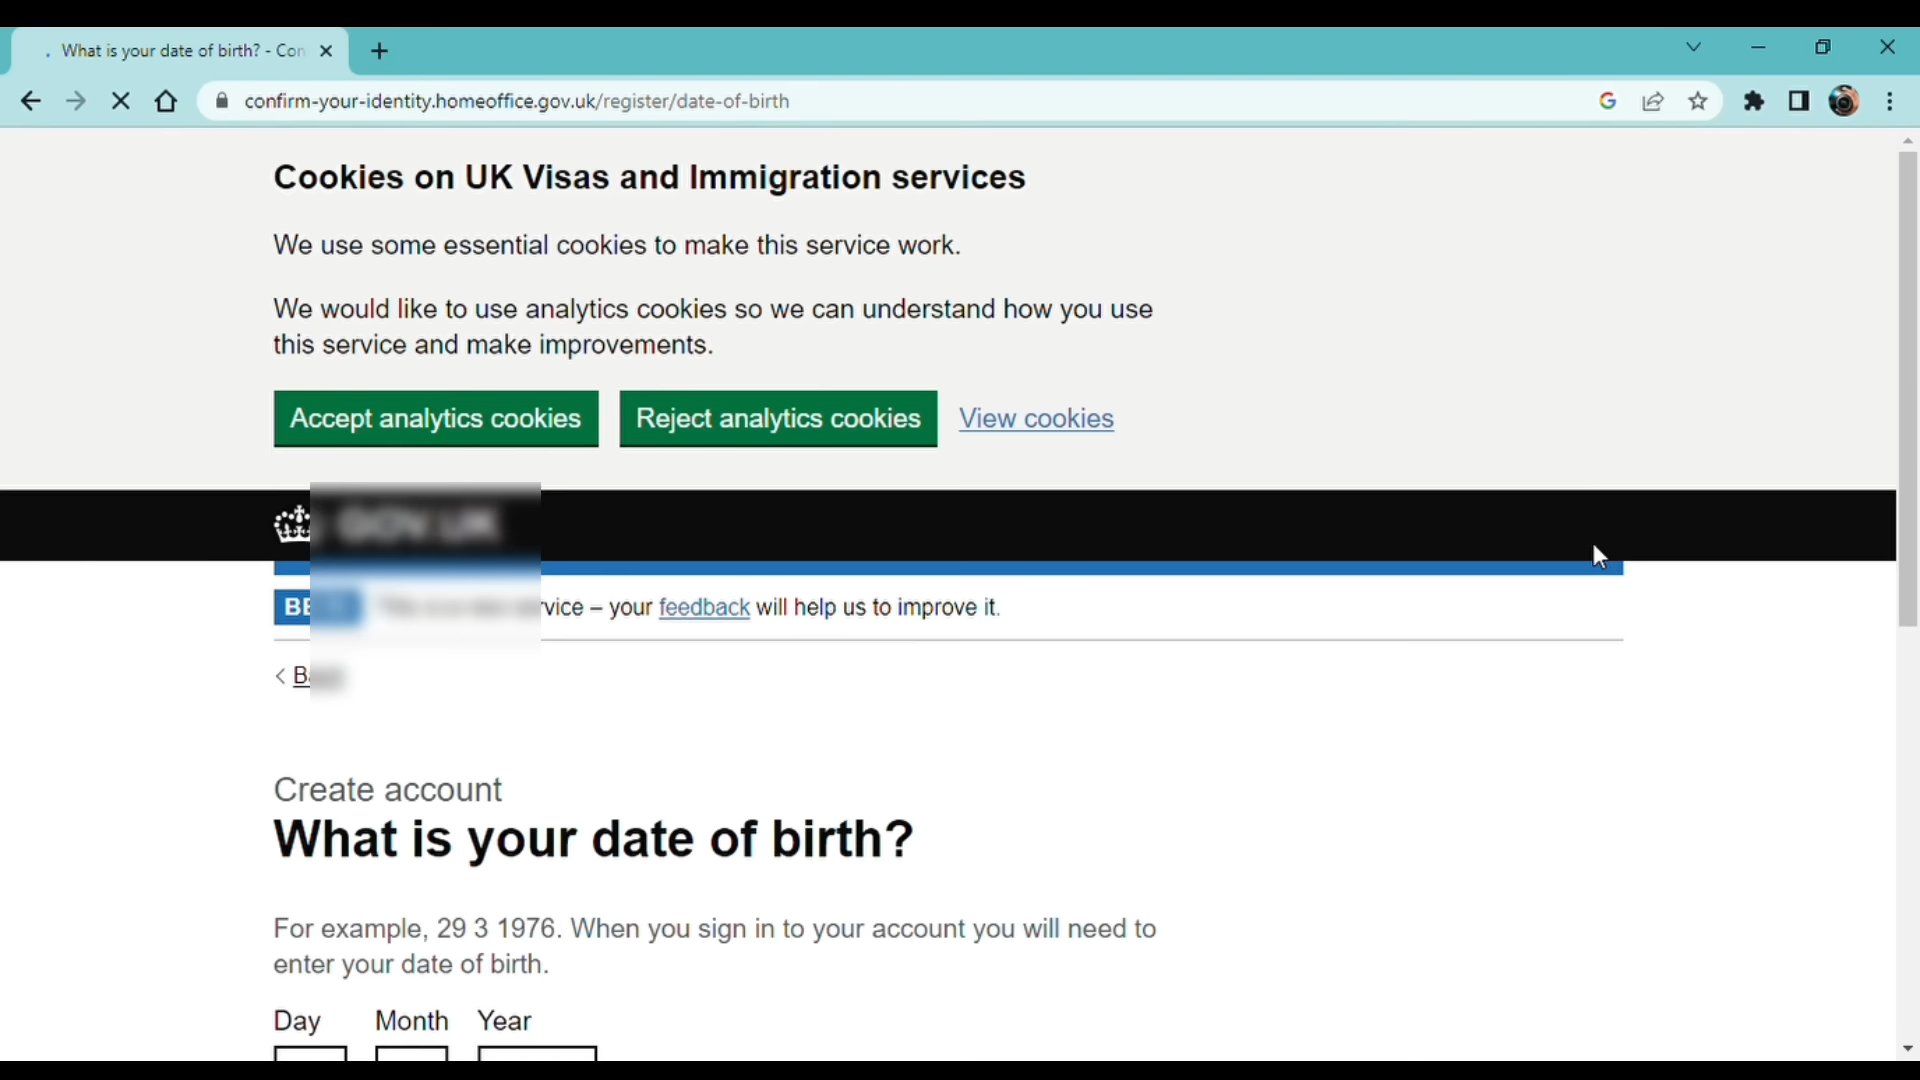 What is your date of birth? - Con
confirm-your-identity.homeoffice.gov.uk/register/date-of-birth
Cookies on UK Visas and Immigration services
We use some essential cookies to make this service work.
We would like to use analytics cookies so we can understand how you use
this service and make improvements.
Accept analytics cookies Reject analytics cookies View cookies
GOV.UK
rvice – your feedback will help us to improve it.
Create account
What is your date of birth?
For example, 29 3 1976. When you sign in to your account you will need to
enter your date of birth.
Day Month Year